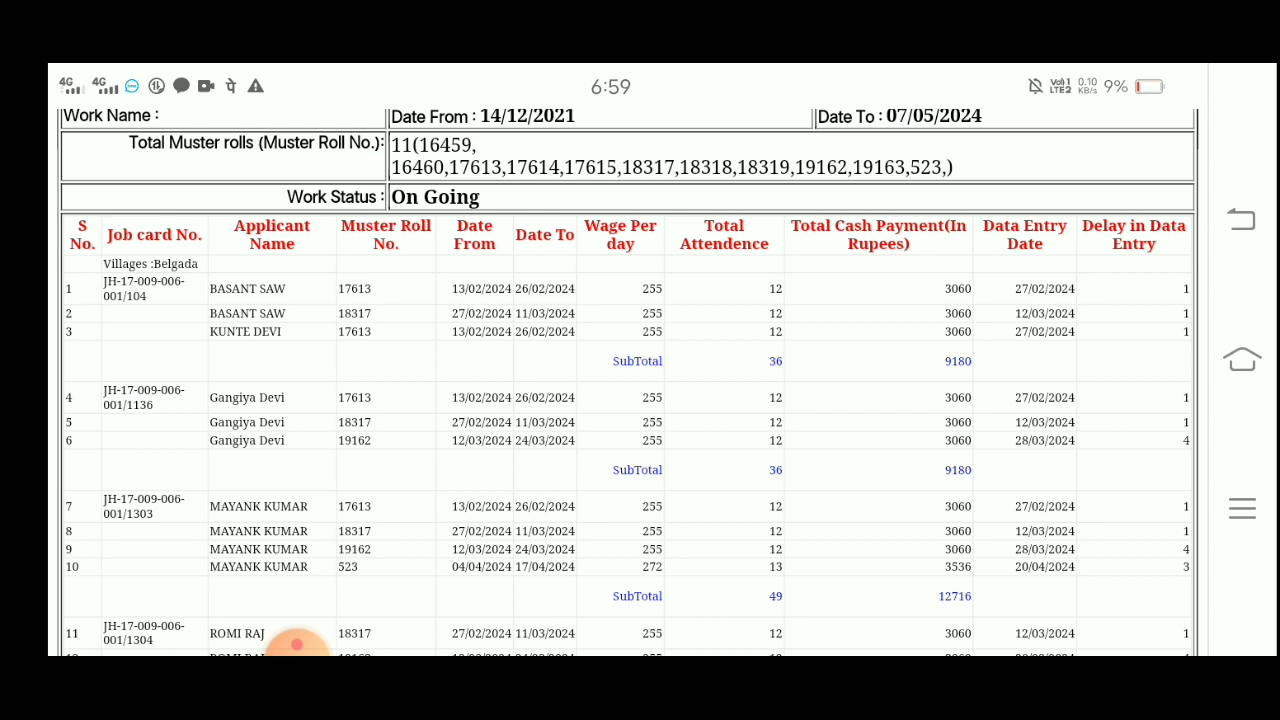 4G 4G पे 6:59 Vo)) 1 LTE2 0.10 KB/s 9%
Work Name : Date From : 14/12/2021 Date To : 07/05/2024
Total Muster rolls (Muster Roll No.): 11(16459,
16460,17613,17614,17615,18317,18318,18319,19162,19163,523,)
Work Status : On Going
S No. Job card No. Applicant Name Muster Roll No. Date From Date To Wage Per day Total Attendence Total Cash Payment(In Rupees) Data Entry Date Delay in Data Entry
Villages :Belgada
1 JH-17-009-006-001/104 BASANT SAW 17613 13/02/2024 26/02/2024 255 12 3060 27/02/2024 1
2 BASANT SAW 18317 27/02/2024 11/03/2024 255 12 3060 12/03/2024 1
3 KUNTE DEVI 17613 13/02/2024 26/02/2024 255 12 3060 27/02/2024 1
SubTotal 36 9180
4 JH-17-009-006-001/1136 Gangiya Devi 17613 13/02/2024 26/02/2024 255 12 3060 27/02/2024 1
5 Gangiya Devi 18317 27/02/2024 11/03/2024 255 12 3060 12/03/2024 1
6 Gangiya Devi 19162 12/03/2024 24/03/2024 255 12 3060 28/03/2024 4
SubTotal 36 9180
7 JH-17-009-006-001/1303 MAYANK KUMAR 17613 13/02/2024 26/02/2024 255 12 3060 27/02/2024 1
8 MAYANK KUMAR 18317 27/02/2024 11/03/2024 255 12 3060 12/03/2024 1
9 MAYANK KUMAR 19162 12/03/2024 24/03/2024 255 12 3060 28/03/2024 4
10 MAYANK KUMAR 523 04/04/2024 17/04/2024 272 13 3536 20/04/2024 3
SubTotal 49 12716
11 JH-17-009-006-001/1304 ROMI RAJ 18317 27/02/2024 11/03/2024 255 12 3060 12/03/2024 1